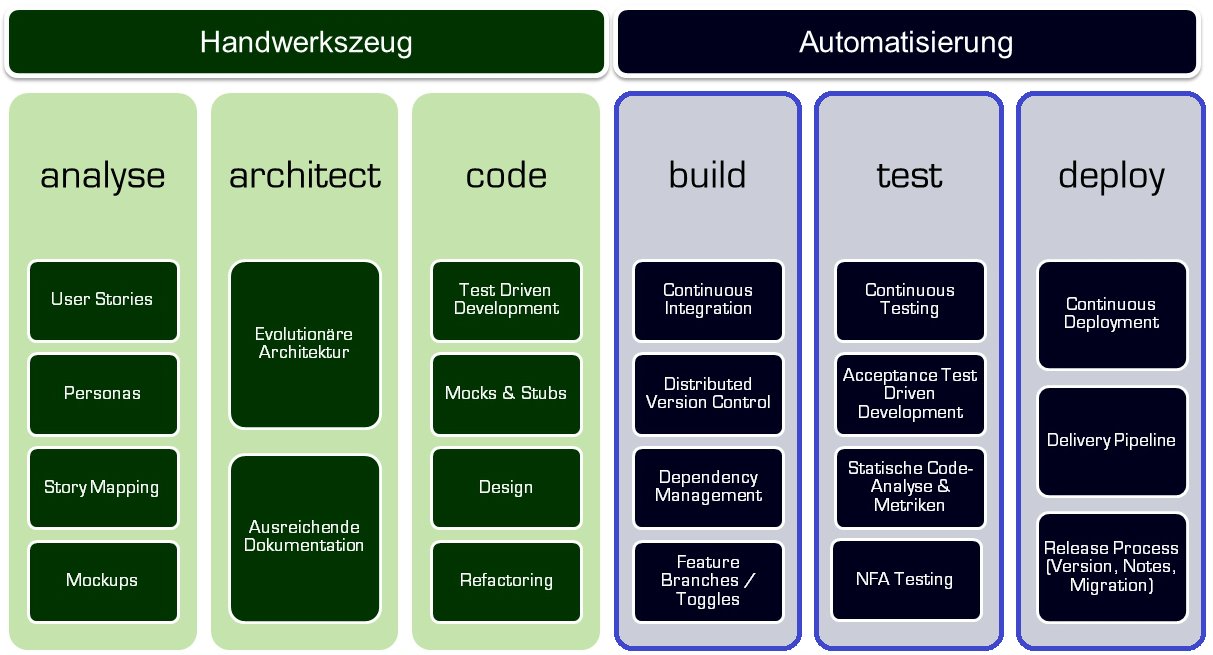 Handwerkszeug
Automatisierung
analyse
User Stories
Personas
Story Mapping
Mockups
architect
Evolutionäre
Architektur
Ausreichende
Dokumentation
code
Test Driven
Development
Mocks & Stubs
Design
Refactoring
build
Continuous
Integration
Distributed
Version Control
Dependency
Management
Feature
Branches /
Toggles
test
Continuous
Testing
Acceptance Test
Driven
Development
Statische Code-
Analyse &
Metriken
NFA Testing
deploy
Continuous
Deployment
Delivery Pipeline
Release Process
(Version, Notes,
Migration)